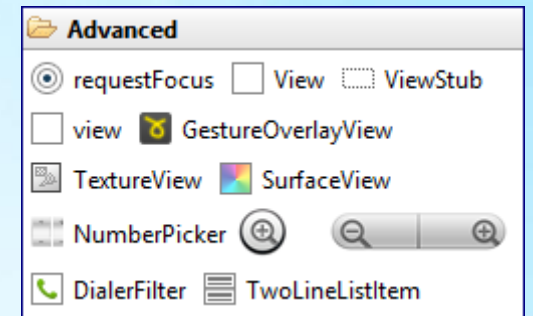 Advanced
requestFocus View ViewStub
view GestureOverlayView
TextureView SurfaceView
NumberPicker
DialerFilter TwoLineListItem